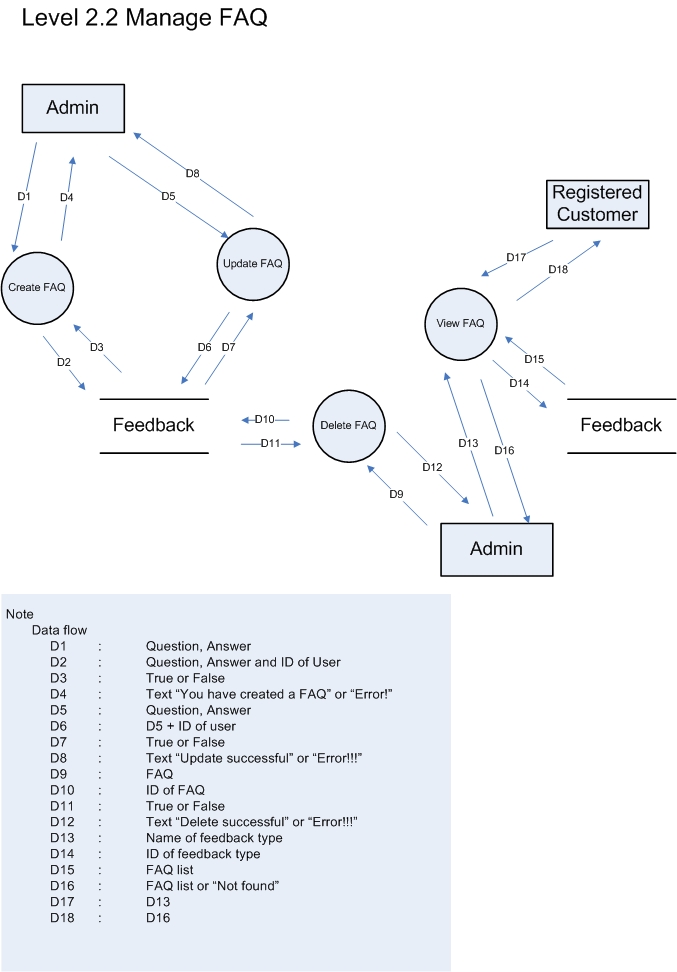 Level 2.2 Manage FAQ
Admin
D8
D1
D4
D5
Registered
Customer
Update FAQ
D17
D18
Create FAQ
View FAQ
D3
D6
D7
D2
D15
D14
Feedback
D10
Delete FAQ
Feedback
D11
D13
D16
D12
D9
Admin
Note
Data flow
D1 : Question, Answer
D2 : Question, Answer and ID of User
D3 : True or False
D4 : Text “You have created a FAQ” or “Error!”
D5 : Question, Answer
D6 : D5 + ID of user
D7 : True or False
D8 : Text “Update successful” or “Error!!!”
D9 : FAQ
D10 : ID of FAQ
D11 : True or False
D12 : Text “Delete successful” or “Error!!!”
D13 : Name of feedback type
D14 : ID of feedback type
D15 : FAQ list
D16 : FAQ list or “Not found”
D17 : D13
D18 : D16